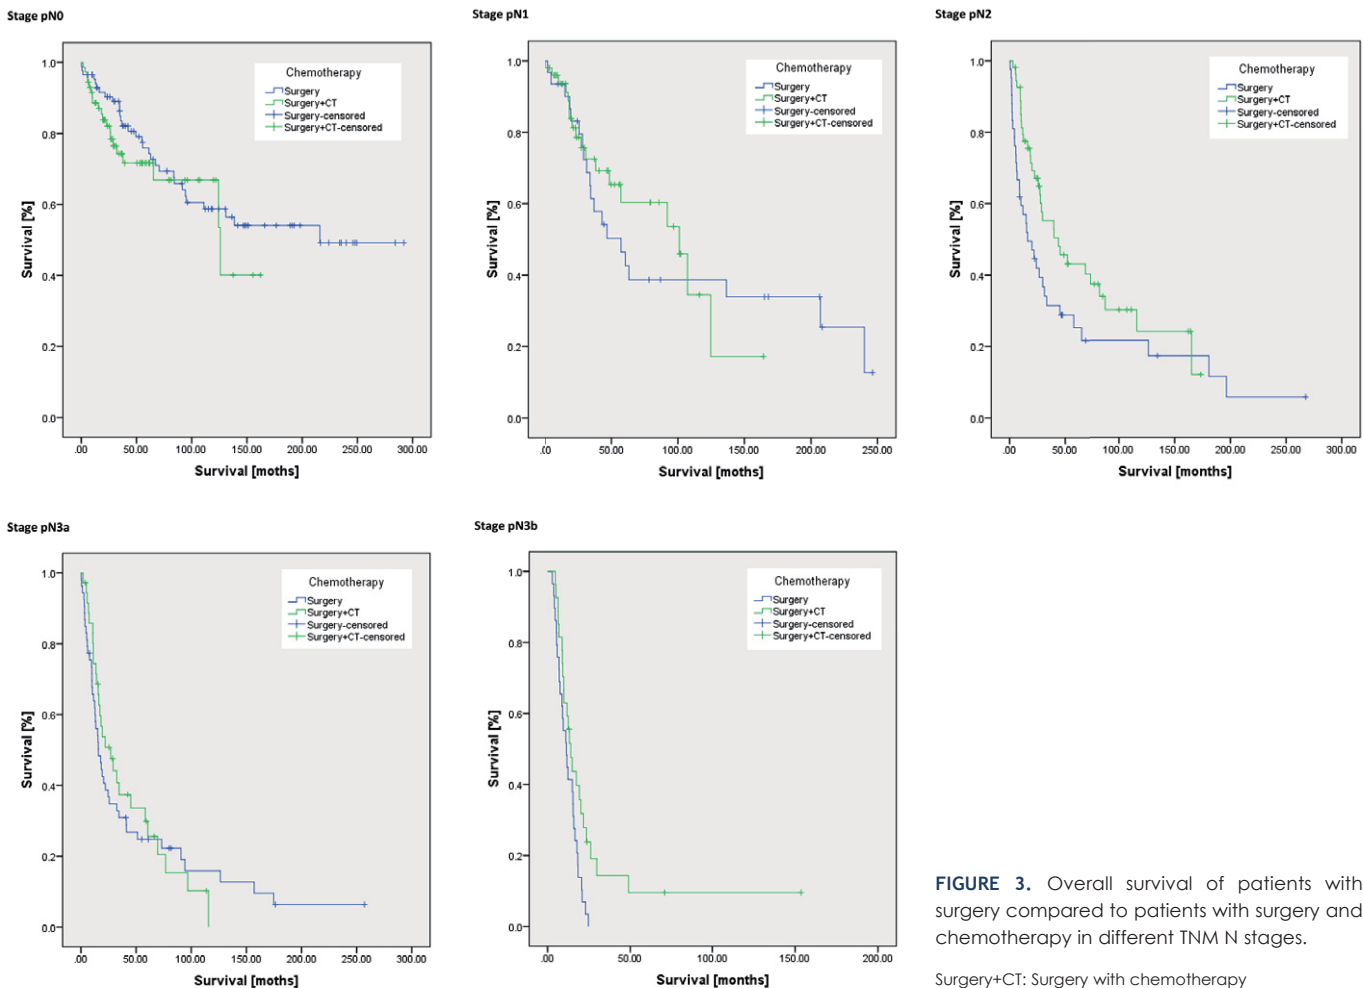 Stage pN0
Chemotherapy
Surgery
Surgery+CT
Surgery-censored
Surgery+CT-censored
Survival [%]
1.0
0.8
0.6
0.4
0.2
0.0
.00 50.00 100.00 150.00 200.00 250.00 300.00
Survival [moths]
Stage pN1
Chemotherapy
Surgery
Surgery+CT
Surgery-censored
Surgery+CT-censored
Survival [%]
1.0
0.8
0.6
0.4
0.2
0.0
.00 50.00 100.00 150.00 200.00 250.00
Survival [moths]
Stage pN2
Chemotherapy
Surgery
Surgery+CT
Surgery-censored
Surgery+CT-censored
Survival [%]
1.0
0.8
0.6
0.4
0.2
0.0
.00 50.00 100.00 150.00 200.00 250.00 300.00
Survival [months]
Stage pN3a
Chemotherapy
Surgery
Surgery+CT
Surgery-censored
Surgery+CT-censored
Survival [%]
1.0
0.8
0.6
0.4
0.2
0.0
.00 50.00 100.00 150.00 200.00 250.00 300.00
Survival [moths]
Stage pN3b
Chemotherapy
Surgery
Surgery+CT
Surgery-censored
Surgery+CT-censored
Survival [%]
1.0
0.8
0.6
0.4
0.2
0.0
.00 50.00 100.00 150.00 200.00
Survival [moths]
FIGURE 3. Overall survival of patients with
surgery compared to patients with surgery and
chemotherapy in different TNM N stages.
Surgery+CT: Surgery with chemotherapy